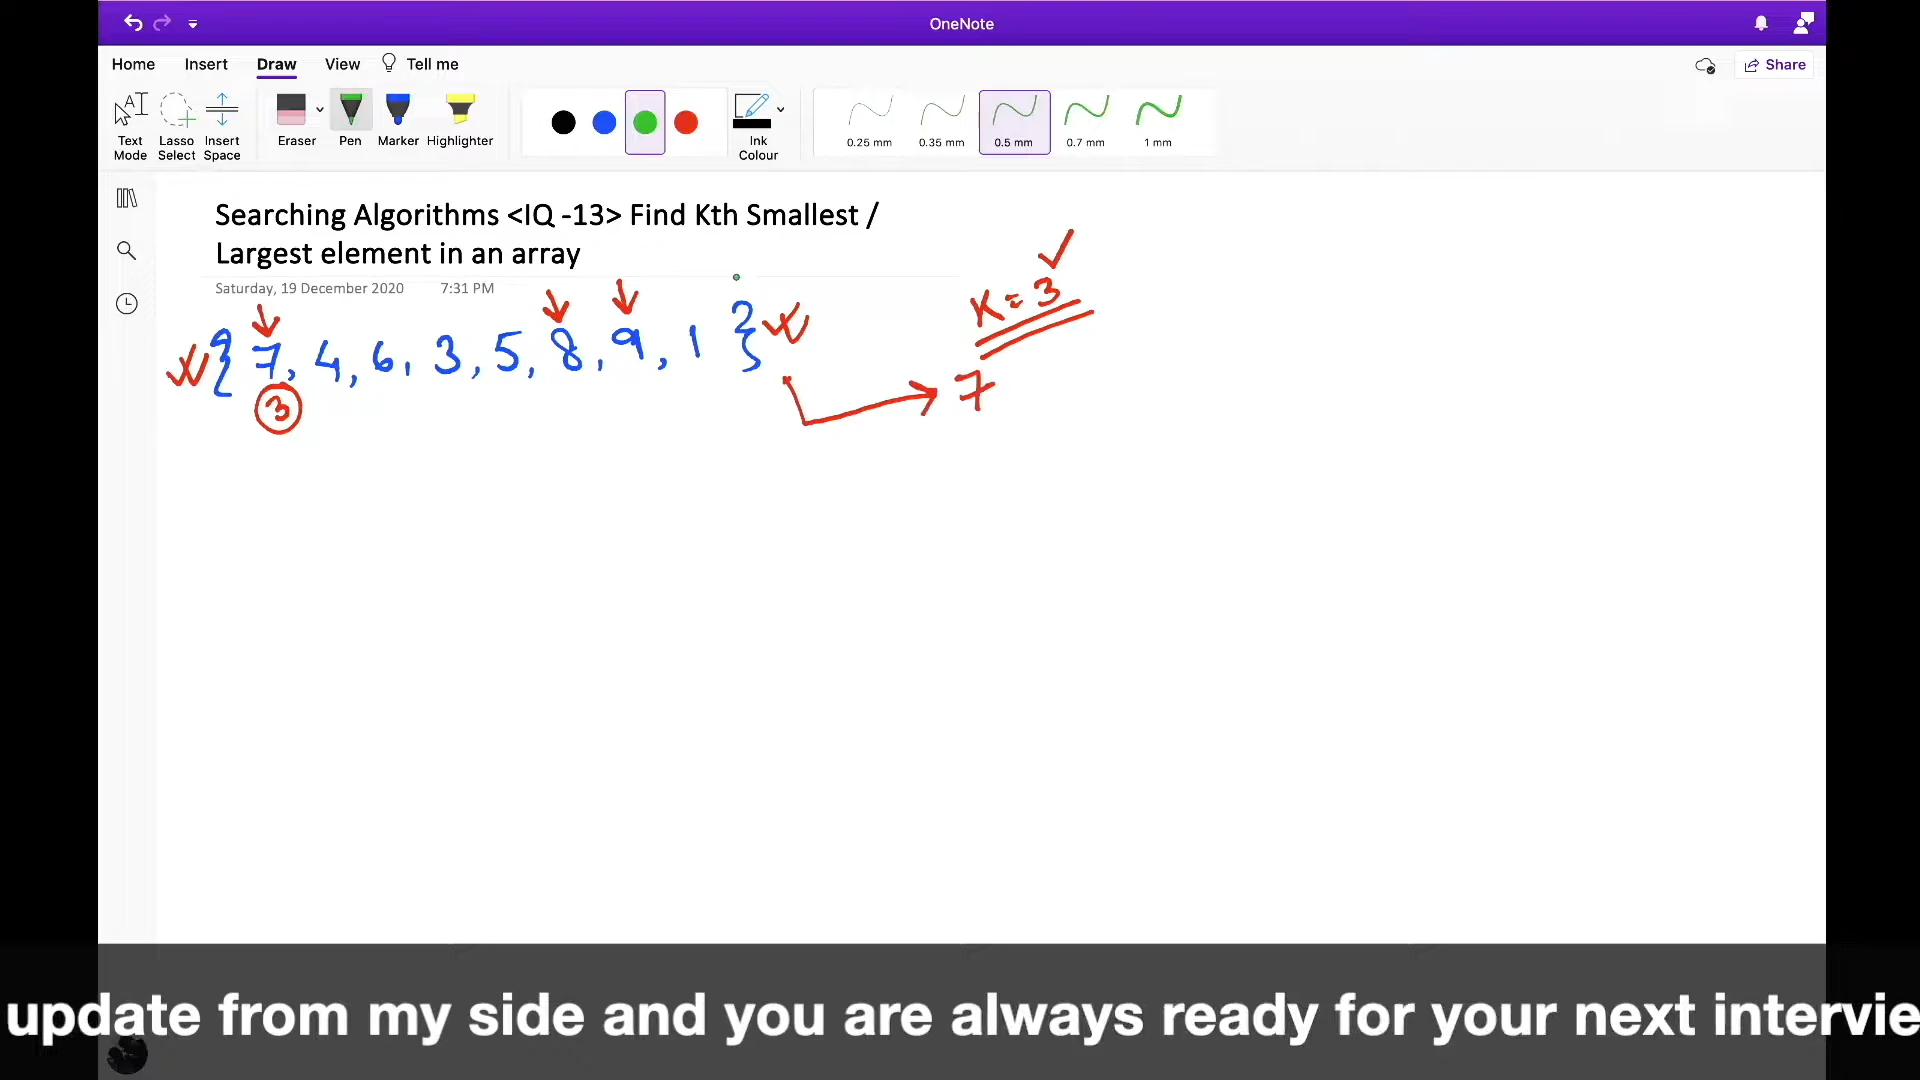 OneNote
Home Insert Draw View Tell me
Share
Text Mode
Lasso Select
Insert Space
Eraser
Pen
Marker
Highlighter
Ink Colour
0.25 mm
0.35 mm
0.5 mm
0.7 mm
1 mm
Searching Algorithms <IQ -13> Find Kth Smallest /
Largest element in an array
Saturday, 19 December 2020 7:31 PM
K = 3
{ 7, 4, 6, 3, 5, 8, 9, 1 }
3
7
update from my side and you are always ready for your next intervie